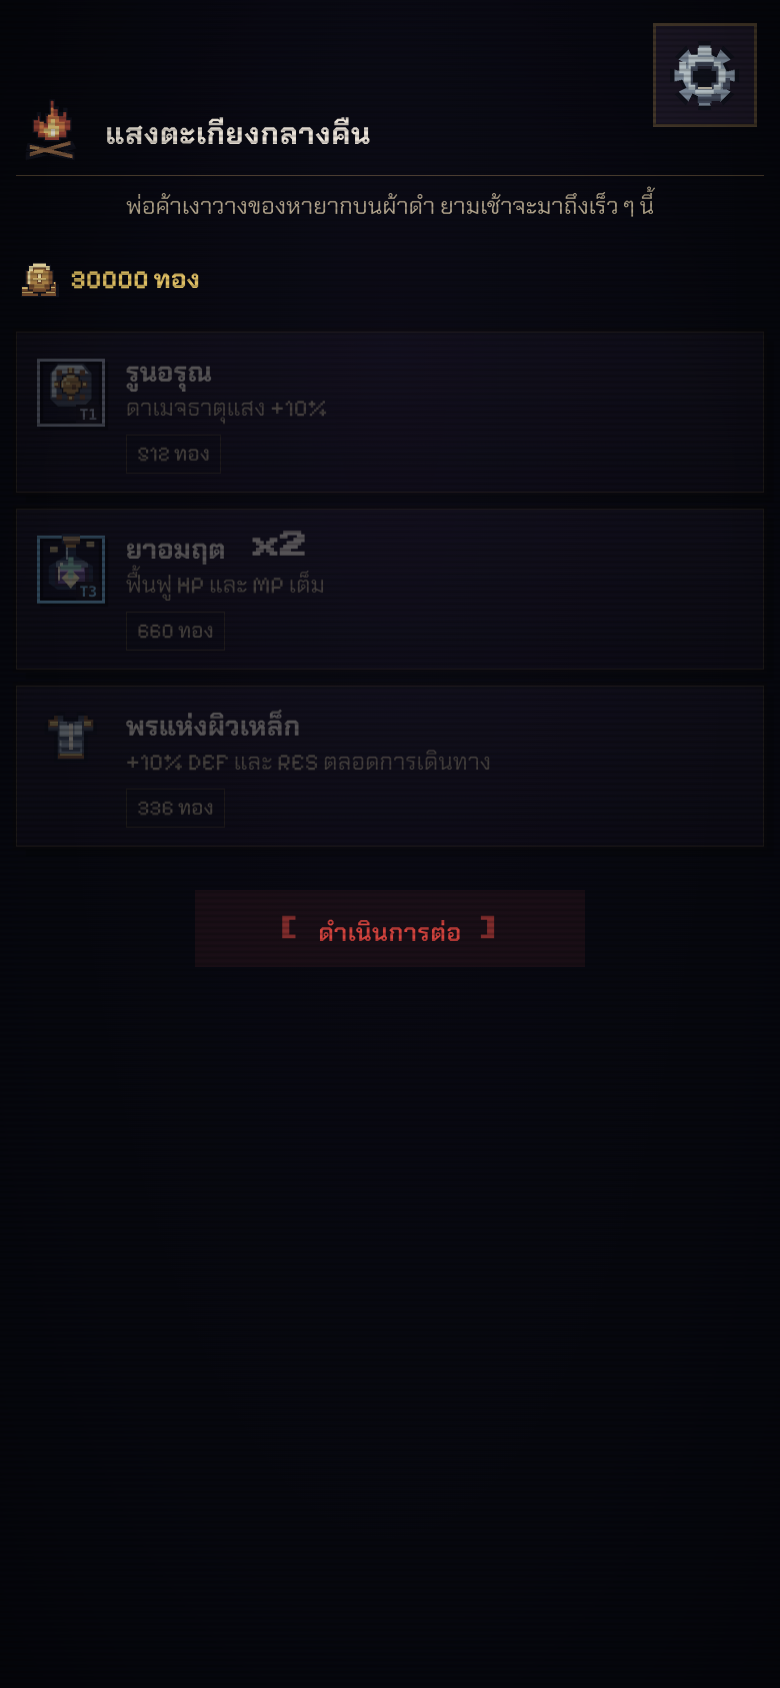 แสงตะเกียงกลางคืน
พ่อค้าเงาวางของหายากบนผ้าดำ ยามเช้าจะมาถึงเร็ว ๆ นี้
30000 ทอง
รูนอรุณ
ดาเมจธาตุแสง +10%
T1
812 ทอง
ยาอมฤต x2
ฟื้นฟู HP และ MP เต็ม
T3
660 ทอง
พรแห่งผิวเหล็ก
+10% DEF และ RES ตลอดการเดินทาง
336 ทอง
[ ดำเนินการต่อ ]